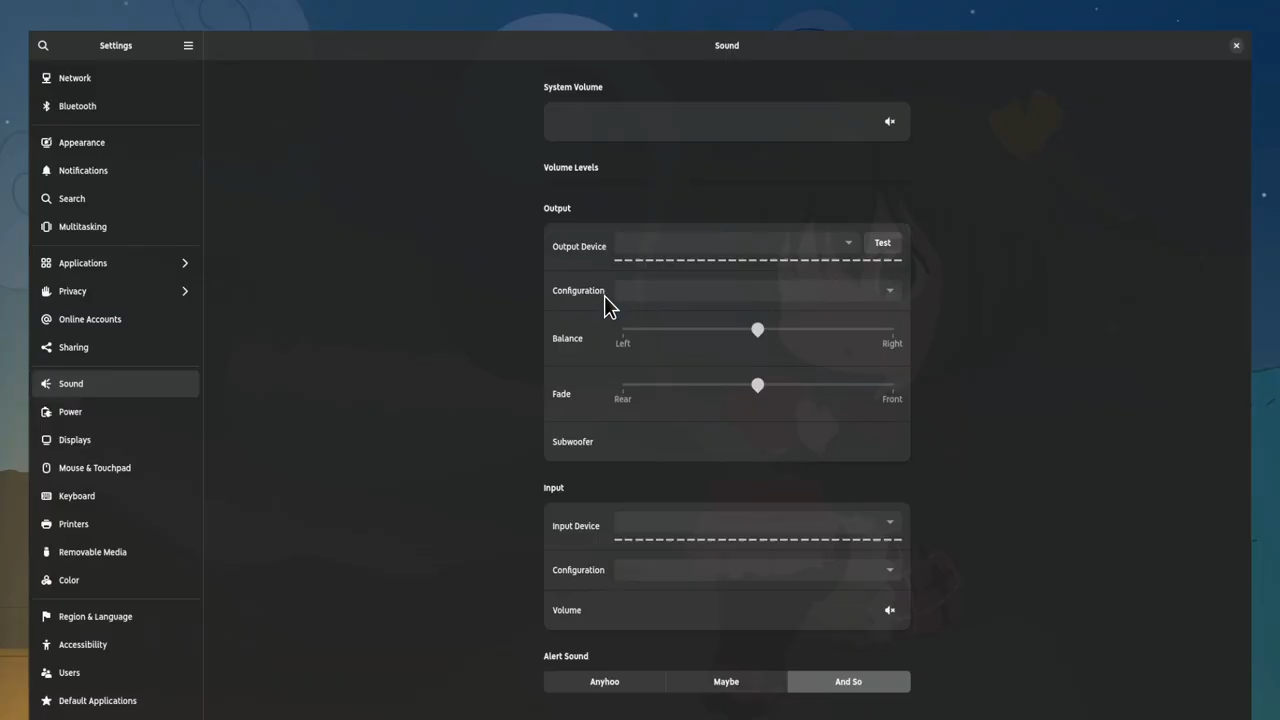 Settings
Sound
Network
Bluetooth
Appearance
Notifications
Search
Multitasking
Applications
Privacy
Online Accounts
Sharing
Sound
Power
Displays
Mouse & Touchpad
Keyboard
Printers
Removable Media
Color
Region & Language
Accessibility
Users
Default Applications
System Volume
Volume Levels
Output
Output Device
Test
Configuration
Balance
Left
Right
Fade
Rear
Front
Subwoofer
Input
Input Device
Configuration
Volume
Alert Sound
Anyhoo
Maybe
And So